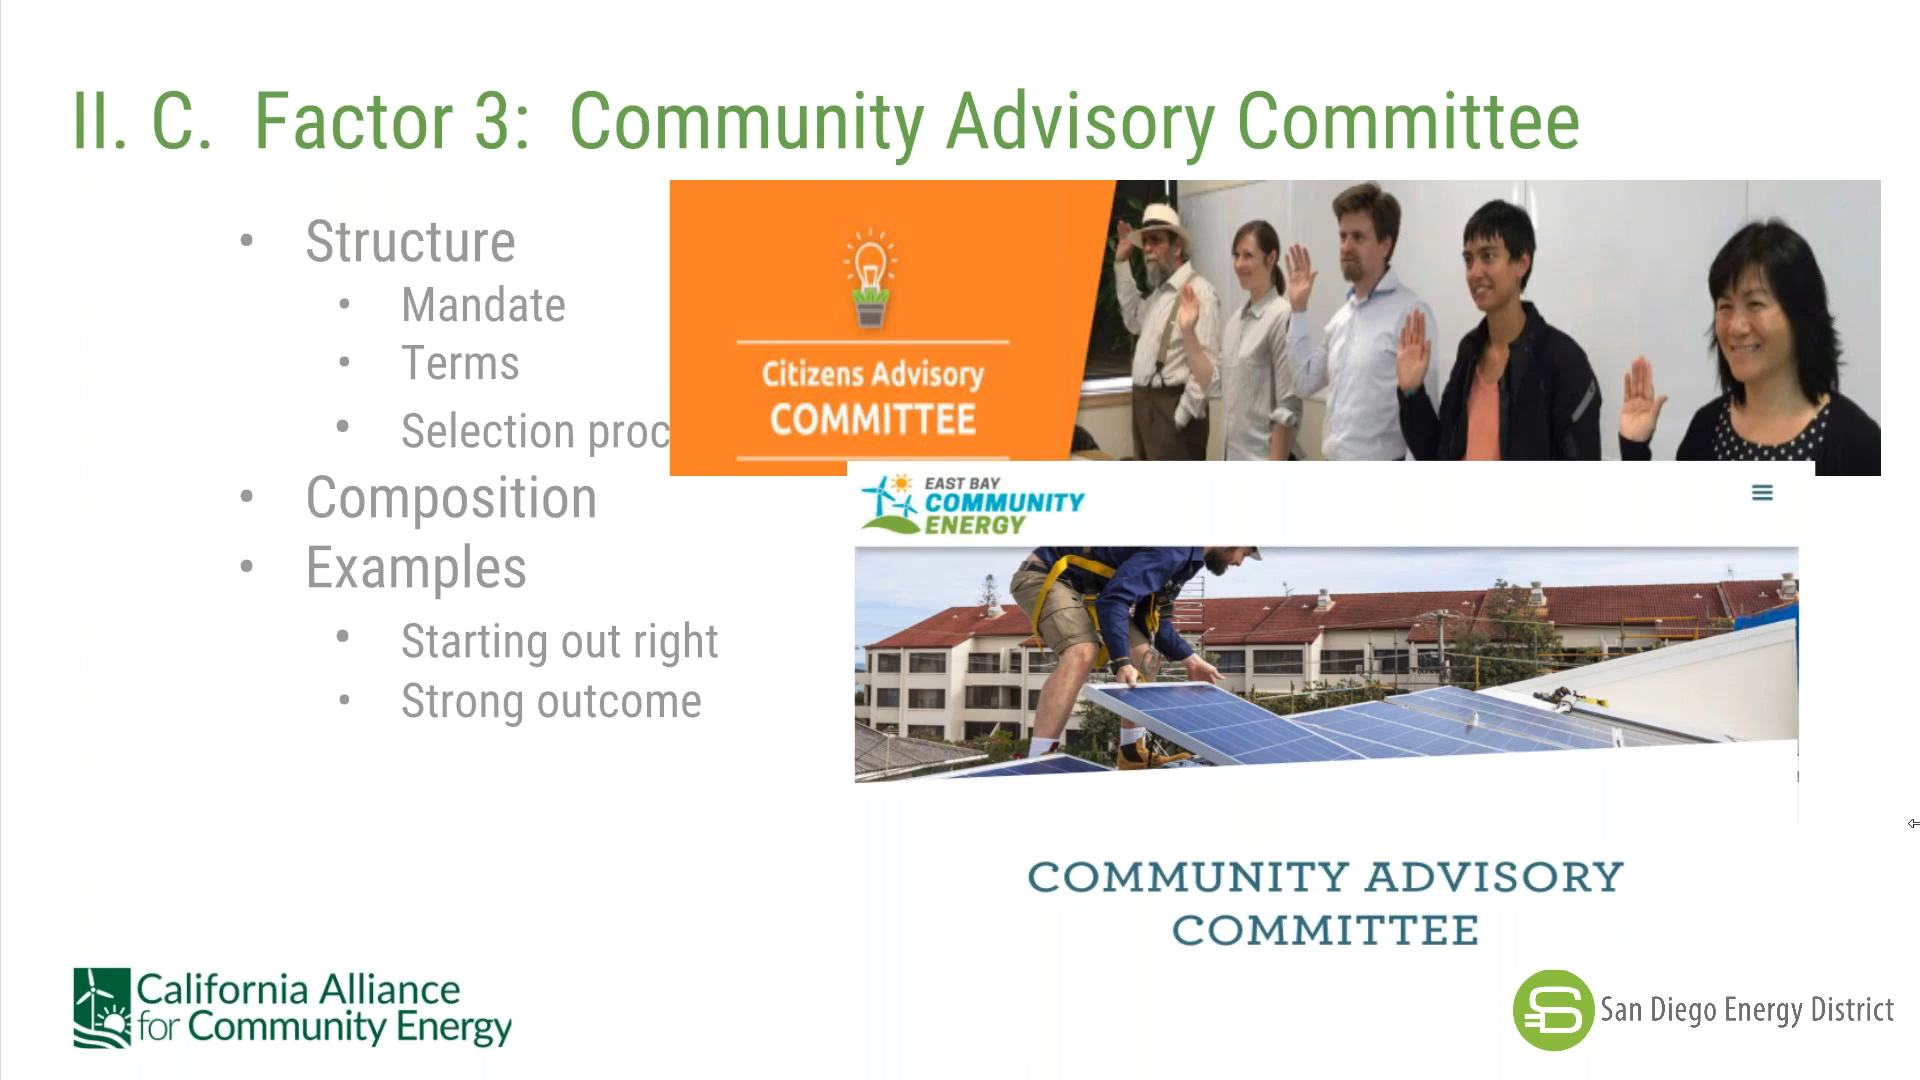 II. C. Factor 3: Community Advisory Committee
• Structure
• Mandate
• Terms
• Selection proc
• Composition
• Examples
• Starting out right
• Strong outcome
Citizens Advisory
COMMITTEE
EAST BAY
COMMUNITY
ENERGY
COMMUNITY ADVISORY
COMMITTEE
California Alliance
for Community Energy
San Diego Energy District